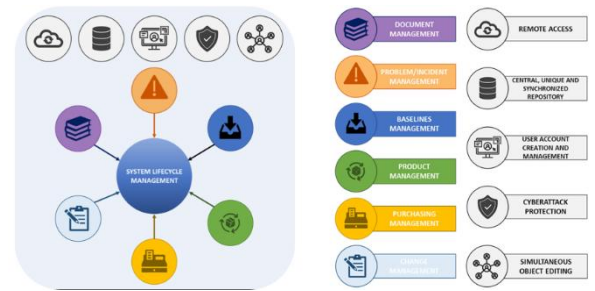 SYSTEM LIFECYCLE
MANAGEMENT
DOCUMENT
MANAGEMENT
PROBLEM/INCIDENT
MANAGEMENT
BASELINES
MANAGEMENT
PRODUCT
MANAGEMENT
PURCHASING
MANAGEMENT
CHANGE
MANAGEMENT
REMOTE ACCESS
CENTRAL, UNIQUE AND
SYNCHRONIZED
REPOSITORY
USER ACCOUNT
CREATION AND
MANAGEMENT
CYBERATTACK
PROTECTION
SIMULTANEOUS
OBJECT EDITING